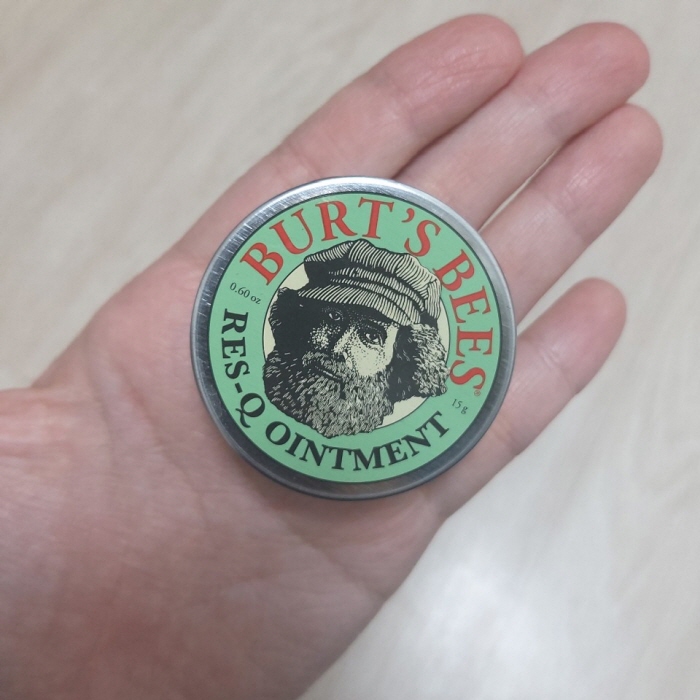 BURT'S BEES®
0.60 oz
15 g
RES-Q OINTMENT